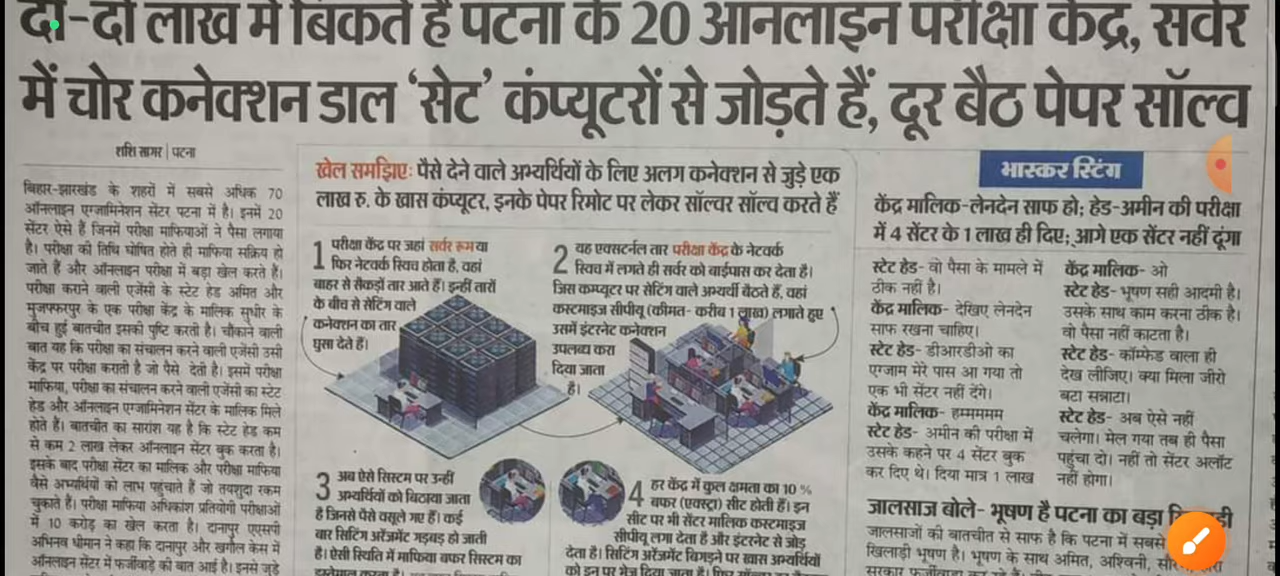 दो-दो लाख में बिकते हैं पटना के 20 ऑनलाइन परीक्षा केंद्र, सर्वर
में चोर कनेक्शन डाल ‘सेट’ कंप्यूटरों से जोड़ते हैं, दूर बैठ पेपर सॉल्व
शशि सागर | पटना
बिहार-झारखंड के शहरों में सबसे अधिक 70
ऑनलाइन एग्जामिनेशन सेंटर पटना में है। इनमें 20
सेंटर ऐसे हैं जिनमें परीक्षा माफियाओं ने पैसा लगाया
है। परीक्षा की तिथि घोषित होते ही माफिया सक्रिय हो
जाते हैं और ऑनलाइन परीक्षा में बड़ा खेल करते हैं।
परीक्षा कराने वाली एजेंसी के स्टेट हेड अमित और
मुजफ्फरपुर के एक परीक्षा केंद्र के मालिक सुधीर के
बीच हुई बातचीत इसकी पुष्टि करती है। चौंकाने वाली
बात यह कि परीक्षा का संचालन करने वाली एजेंसी उसी
केंद्र पर परीक्षा कराती है जो पैसे देती है। इसमें परीक्षा
माफिया, परीक्षा का संचालन करने वाली एजेंसी का स्टेट
हेड और ऑनलाइन एग्जामिनेशन सेंटर के मालिक मिले
होते हैं। बातचीत का सारांश यह है कि स्टेट हेड कम
से कम 2 लाख लेकर ऑनलाइन सेंटर बुक करता है।
इसके बाद परीक्षा सेंटर का मालिक और परीक्षा माफिया
वैसे अभ्यर्थियों को लाभ पहुंचाते हैं जो तयशुदा रकम
चुकाते हैं। परीक्षा माफिया अधिकांश प्रतियोगी परीक्षाओं
में 10 करोड़ का खेल करता है। दानापुर एएसपी
अभिनव धीमान ने कहा कि दानापुर और खगौल केस में
ऑनलाइन सेंटर में फर्जीवाड़े की बात आई है। इनसे जुड़े
खेल समझिए: पैसे देने वाले अभ्यर्थियों के लिए अलग कनेक्शन से जुड़े एक
लाख रु. के खास कंप्यूटर, इनके पेपर रिमोट पर लेकर सॉल्वर सॉल्व करते हैं
1 परीक्षा केंद्र पर जहां सर्वर रूम या
फिर नेटवर्क स्विच होता है, वहां
बाहर से सैकड़ों तार आते हैं। इन्हीं तारों
के बीच से सेटिंग वाले
कनेक्शन का तार
घुसा देते हैं।
2 यह एक्सटर्नल तार परीक्षा केंद्र के नेटवर्क
स्विच में लगते ही सर्वर को बाईपास कर देता है।
जिस कम्प्यूटर पर सेटिंग वाले अभ्यर्थी बैठते हैं, वहां
कस्टमाइज सीपीयू (कीमत- करीब 1 लाख) लगाते हुए
उसमें इंटरनेट कनेक्शन
उपलब्ध करा
दिया जाता
है।
3 अब ऐसे सिस्टम पर उन्हीं
अभ्यर्थियों को बिठाया जाता
है जिनसे पैसे वसूले गए हैं। कई
बार सिटिंग अरेंजमेंट गड़बड़ हो जाती
है। ऐसी स्थिति में माफिया बफर सिस्टम का
4 हर केंद्र में कुल क्षमता का 10 %
बफर (एक्स्ट्रा) सीट होती हैं। इन
सीट पर भी सेंटर मालिक कस्टमाइज
सीपीयू लगा देता है और इंटरनेट से जोड़
देता है। सिटिंग अरेंजमेंट बिगड़ने पर खास अभ्यर्थियों
को इन पर भेज दिया जाता है।
भास्कर स्टिंग
केंद्र मालिक-लेनदेन साफ हो; हेड-अमीन की परीक्षा
में 4 सेंटर के 1 लाख ही दिए; आगे एक सेंटर नहीं दूंगा
स्टेट हेड- वो पैसा के मामले में
ठीक नहीं है।
केंद्र मालिक- देखिए लेनदेन
साफ रखना चाहिए।
स्टेट हेड- डीआरडीओ का
एग्जाम मेरे पास आ गया तो
एक भी सेंटर नहीं देंगे।
केंद्र मालिक- हम्मममम
स्टेट हेड- अमीन की परीक्षा में
उसके कहने पर 4 सेंटर बुक
कर दिए थे। दिया मात्र 1 लाख
केंद्र मालिक- ओ
स्टेट हेड- भूषण सही आदमी है।
उसके साथ काम करना ठीक है।
वो पैसा नहीं काटता है।
स्टेट हेड- कॉम्फेड वाला ही
देख लीजिए। क्या मिला जीरो
बटा सन्नाटा।
स्टेट हेड- अब ऐसे नहीं
चलेगा। मेल गया तब ही पैसा
पहुंचा दो। नहीं तो सेंटर अलॉट
नहीं होगा।
जालसाज बोले- भूषण है पटना का बड़ा
जालसाजों की बातचीत से साफ है कि पटना में सबसे
खिलाड़ी भूषण है। भूषण के साथ अमित, अश्विनी,